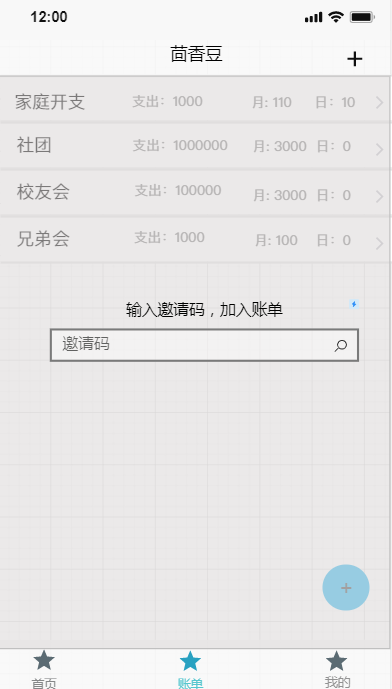 12:00
茴香豆
家庭开支 支出：1000 月: 110 日：10
社团 支出：1000000 月: 3000 日：0
校友会 支出：100000 月: 3000 日：0
兄弟会 支出：1000 月: 100 日：0
输入邀请码，加入账单
邀请码
首页 账单 我的